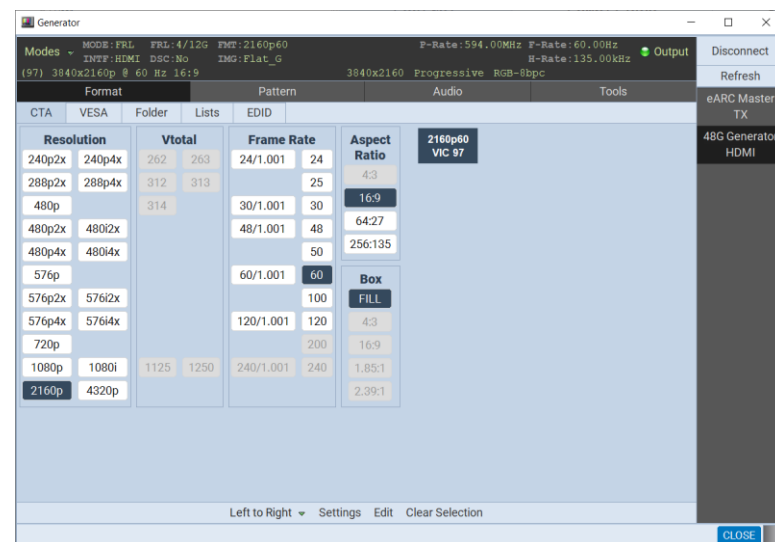 Generator
Modes MODE:FRL FRL:4/12G FMT:2160p60 P-Rate:594.00MHz F-Rate:60.00Hz Output
INTF:HDMI DSC:No IMG:Flat_G H-Rate:135.00kHz
(97) 3840x2160p @ 60 Hz 16:9 3840x2160 Progressive RGB-8bpc
Disconnect
Refresh
eARC Master
TX
48G Generator
HDMI
Format Pattern Audio Tools
CTA VESA Folder Lists EDID
Resolution
240p2x 240p4x
288p2x 288p4x
480p
480p2x 480i2x
480p4x 480i4x
576p
576p2x 576i2x
576p4x 576i4x
720p
1080p 1080i
2160p 4320p
Vtotal
262 263
312 313
314
1125 1250
Frame Rate
24/1.001 24
25
30/1.001 30
48/1.001 48
50
60/1.001 60
100
120/1.001 120
200
240/1.001 240
Aspect
Ratio
4:3
16:9
64:27
256:135
Box
FILL
4:3
16:9
1.85:1
2.39:1
2160p60
VIC 97
Left to Right Settings Edit Clear Selection
CLOSE